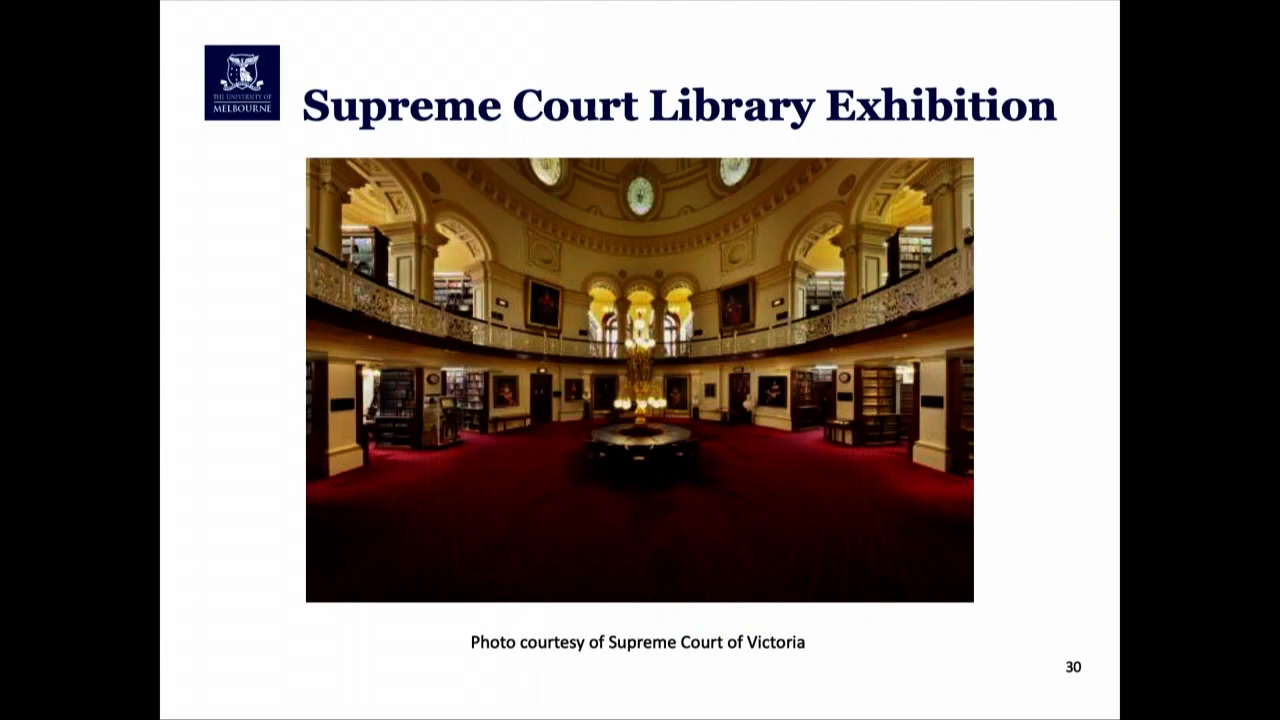 THE UNIVERSITY OF
MELBOURNE
Supreme Court Library Exhibition
Photo courtesy of Supreme Court of Victoria
30